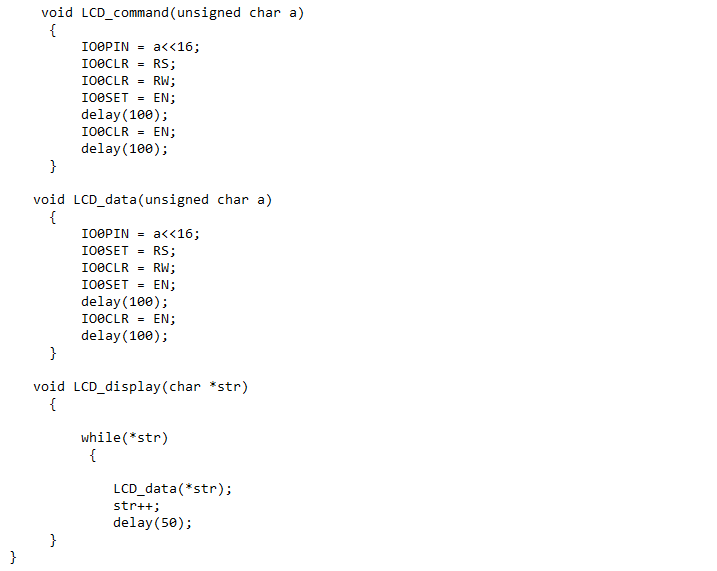 void LCD_command(unsigned char a)
{
IO0PIN = a<<16;
IO0CLR = RS;
IO0CLR = RW;
IO0SET = EN;
delay(100);
IO0CLR = EN;
delay(100);
}
void LCD_data(unsigned char a)
{
IO0PIN = a<<16;
IO0SET = RS;
IO0CLR = RW;
IO0SET = EN;
delay(100);
IO0CLR = EN;
delay(100);
}
void LCD_display(char *str)
{
while(*str)
{
LCD_data(*str);
str++;
delay(50);
}
}